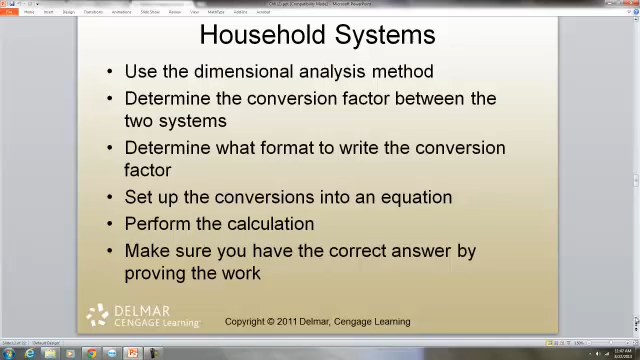 Household Systems
• Use the dimensional analysis method
• Determine the conversion factor between the
two systems
• Determine what format to write the conversion
factor
• Set up the conversions into an equation
• Perform the calculation
• Make sure you have the correct answer by
proving the work
DELMAR
CENGAGE Learning
Copyright © 2011 Delmar, Cengage Learning